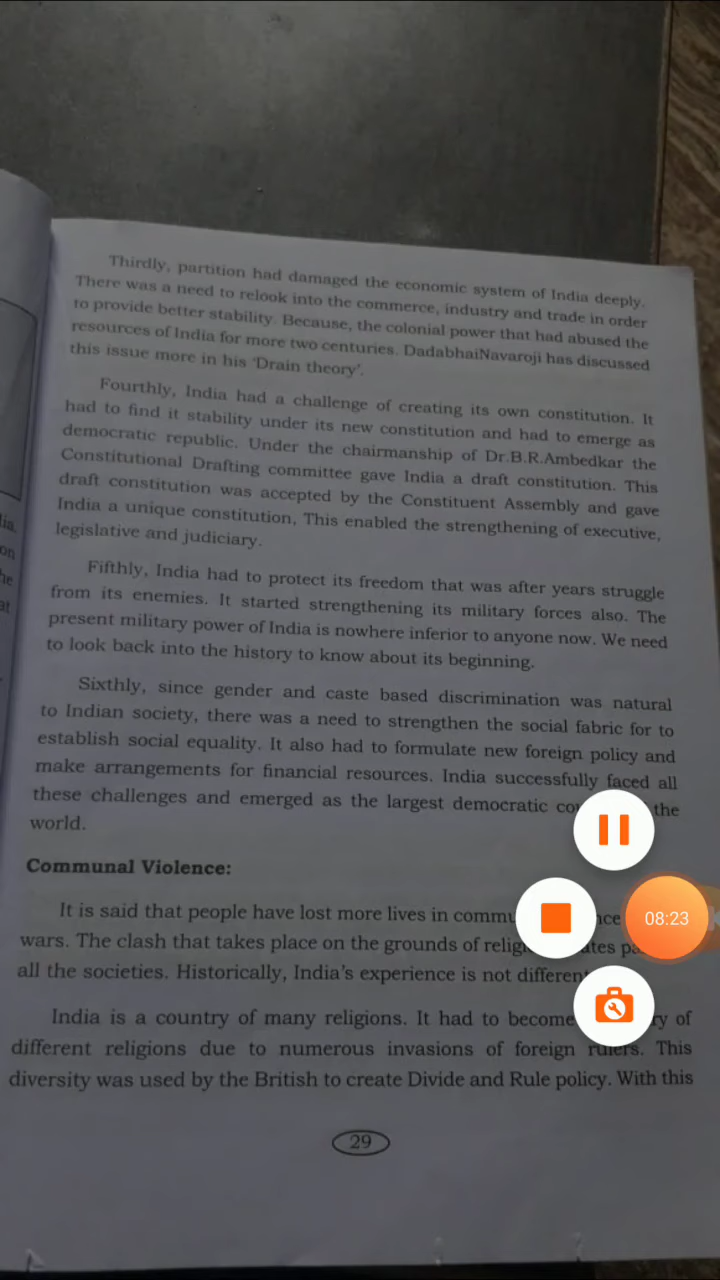 Thirdly, partition had damaged the economic system of India deeply.
There was a need to relook into the commerce, industry and trade in order
to provide better stability. Because, the colonial power that had abused the
resources of India for more two centuries. DadabhaiNavaroji has discussed
this issue more in his 'Drain theory'.
Fourthly, India had a challenge of creating its own constitution. It
had to find it stability under its new constitution and had to emerge as
democratic republic. Under the chairmanship of Dr.B.R.Ambedkar the
Constitutional Drafting committee gave India a draft constitution. This
draft constitution was accepted by the Constituent Assembly and gave
India a unique constitution, This enabled the strengthening of executive,
legislative and judiciary.
Fifthly, India had to protect its freedom that was after years struggle
from its enemies. It started strengthening its military forces also. The
present military power of India is nowhere inferior to anyone now. We need
to look back into the history to know about its beginning.
Sixthly, since gender and caste based discrimination was natural
to Indian society, there was a need to strengthen the social fabric for to
establish social equality. It also had to formulate new foreign policy and
make arrangements for financial resources. India successfully faced all
these challenges and emerged as the largest democratic the
world.
Communal Violence:
It is said that people have lost more lives in
wars. The clash that takes place on the grounds of
all the societies. Historically, India's experience is not
India is a country of many religions. It had to become of
different religions due to numerous invasions of foreign rulers. This
diversity was used by the British to create Divide and Rule policy. With this
29
08:23